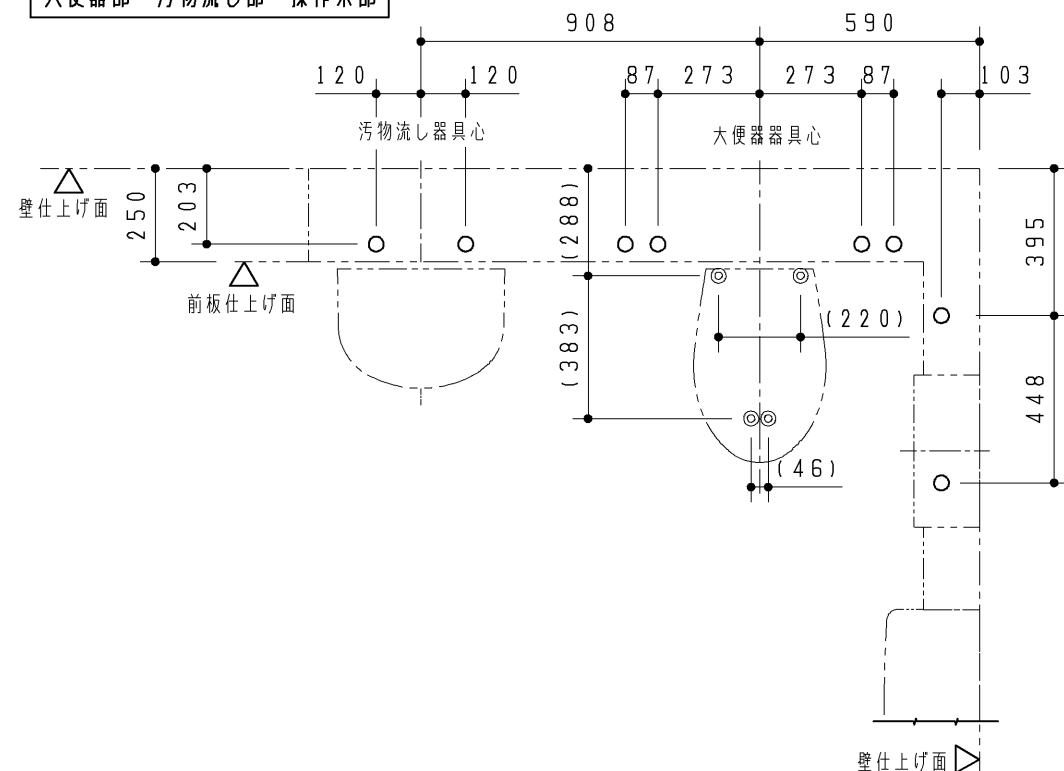 大便器部 汚物流し部 操作系部
908
590
120
120
87
273
273
87
103
汚物流し器具心
大便器器具心
壁仕上げ面
250
203
(288)
395
前板仕上げ面
(383)
(220)
448
(46)
壁仕上げ面